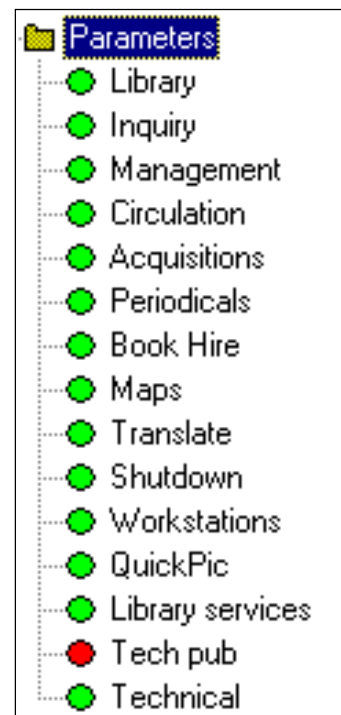 Parameters
Library
Inquiry
Management
Circulation
Acquisitions
Periodicals
Book Hire
Maps
Translate
Shutdown
Workstations
QuickPic
Library services
Tech pub
Technical